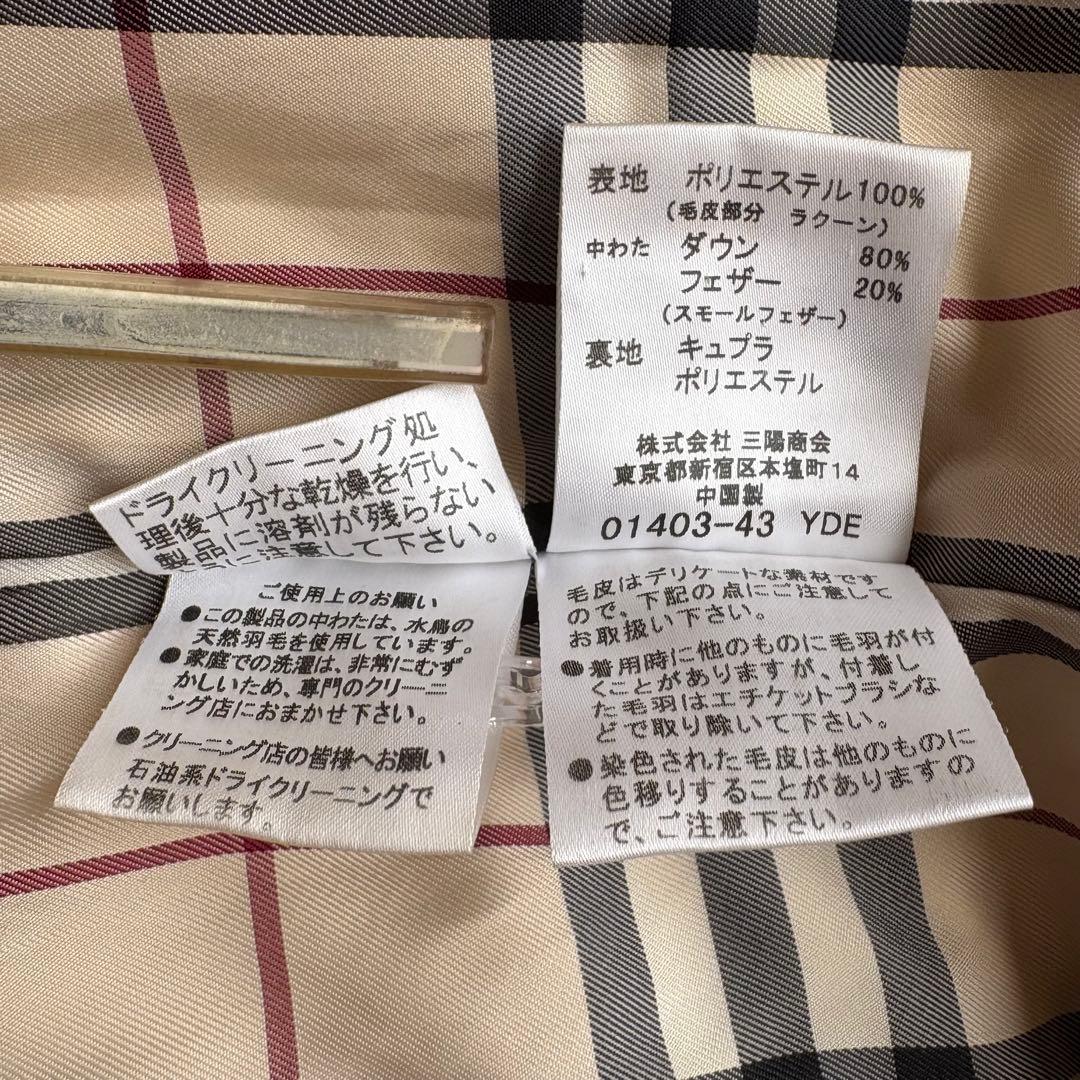 表地 ポリエステル100%
(毛皮部分 ラクーン)
中わた ダウン 80%
フェザー 20%
(スモールフェザー)
裏地 キュプラ
ポリエステル
株式会社 三陽商会
東京都新宿区本塩町14
中国製
01403-43 YDE
ドライクリーニング処
理後十分な乾燥を行い、
製品に溶剤が残らない
に注意して下さい。
ご使用上のお願い
●この製品の中わたは、水鳥の
天然羽毛を使用しています。
●家庭での洗濯は、非常にむず
かしいため、専門のクリーニ
ング店におまかせ下さい。
●クリーニング店の皆様へお願い
石油系ドライクリーニングで
お願いします。
毛皮はデリケートな素材です
ので、下記の点にご注意して
お取扱い下さい。
●着用時に他のものに毛羽が付
くことがありますが、付着し
た毛羽はエチケットブラシな
どで取り除いて下さい。
●染色された毛皮は他のものに
色移りすることがありますの
で、ご注意下さい。